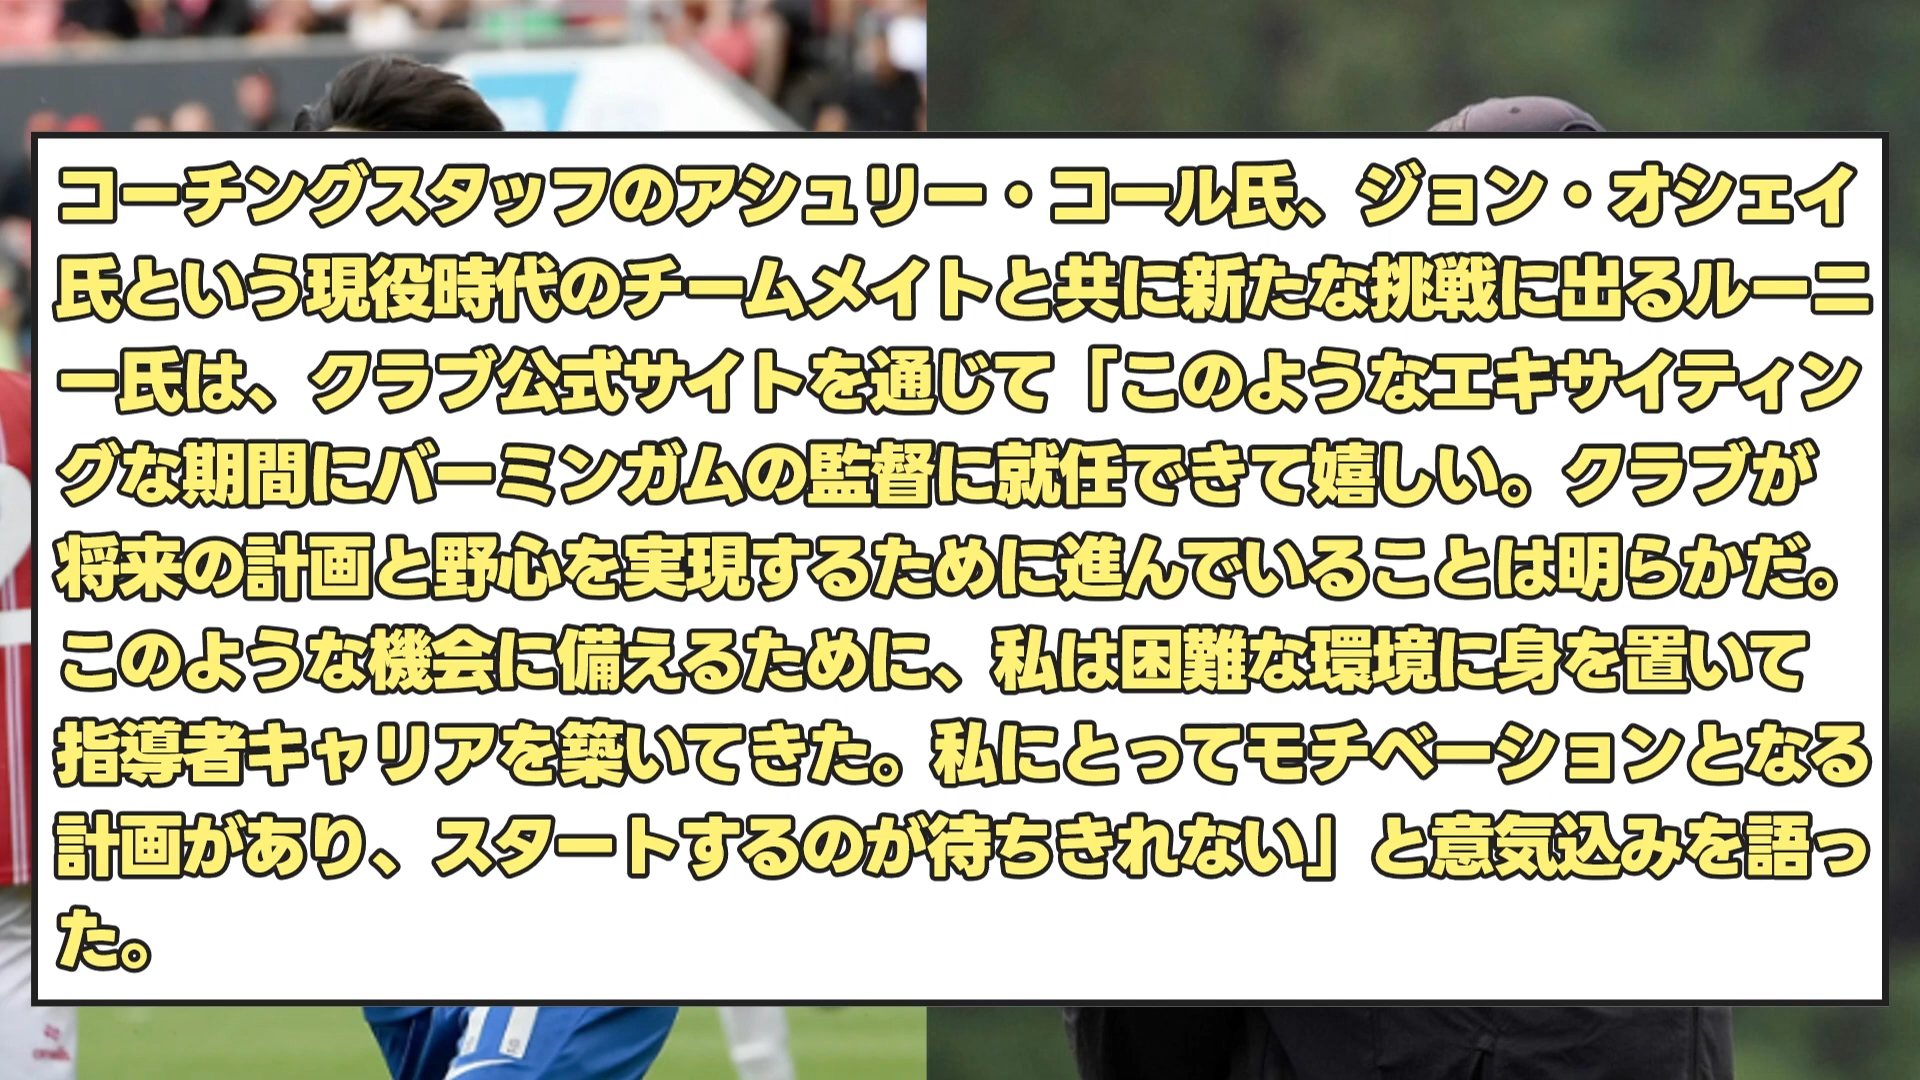 コーチングスタッフのアシュリー・コール氏、ジョン・オシェイ
氏という現役時代のチームメイトと共に新たな挑戦に出るルーニ
ー氏は、クラブ公式サイトを通じて「このようなエキサイティン
グな期間にバーミンガムの監督に就任できて嬉しい。クラブが
将来の計画と野心を実現するために進んでいることは明らかだ。
このような機会に備えるために、私は困難な環境に身を置いて
指導者キャリアを築いてきた。私にとってモチベーションとなる
計画があり、スタートするのが待ちきれない」と意気込みを語っ
た。